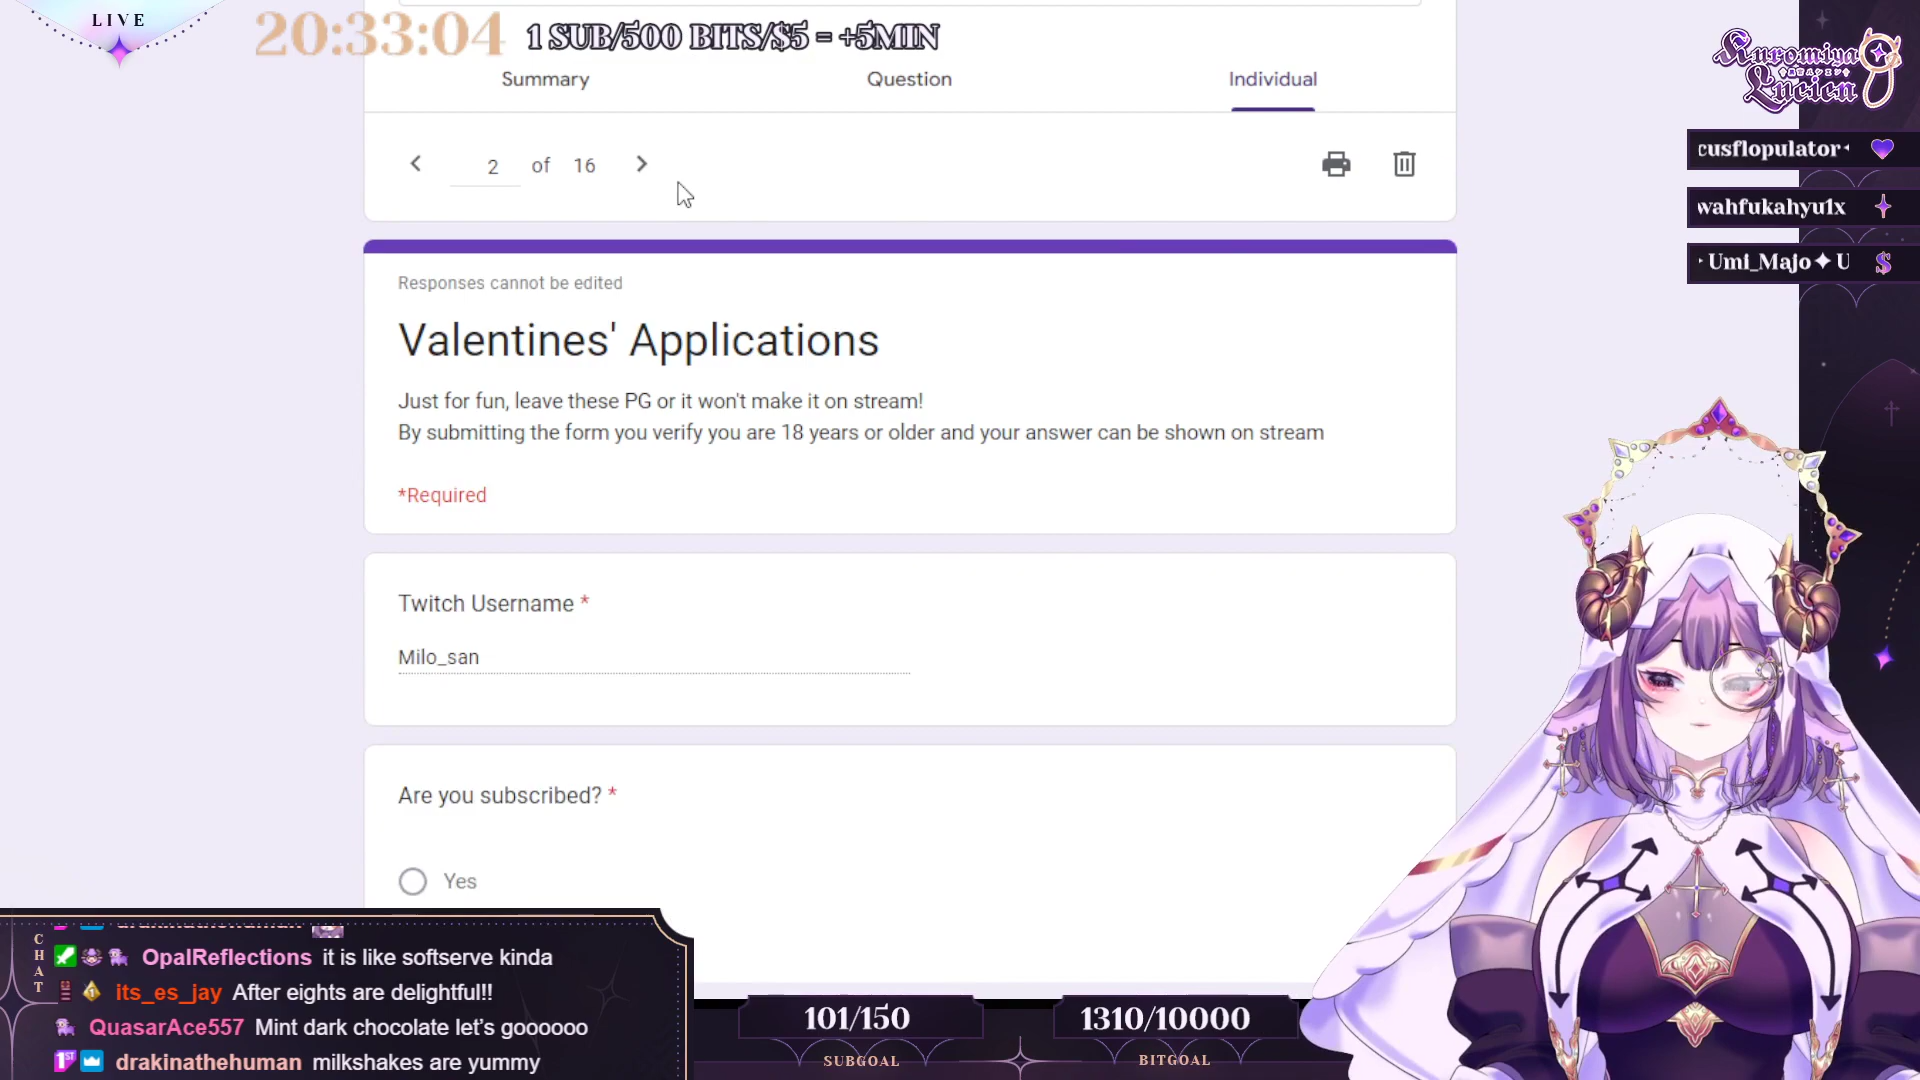 LIVE
20:33:04
1 SUB/500 BITS/$5 = +5MIN
Kuromiya
Lucien
Summary
Question
Individual
2 of 16
cusflopulator
wahfukahyu1x
Umi_Majo✦U
$
Responses cannot be edited
Valentines' Applications
Just for fun, leave these PG or it won't make it on stream!
By submitting the form you verify you are 18 years or older and your answer can be shown on stream
*Required
Twitch Username *
Milo_san
Are you subscribed? *
Yes
CHAT
OpalReflections it is like softserve kinda
its_es_jay After eights are delightful!!
QuasarAce557 Mint dark chocolate let's goooooo
1ST drakinathehuman milkshakes are yummy
101/150
SUBGOAL
1310/10000
BITGOAL